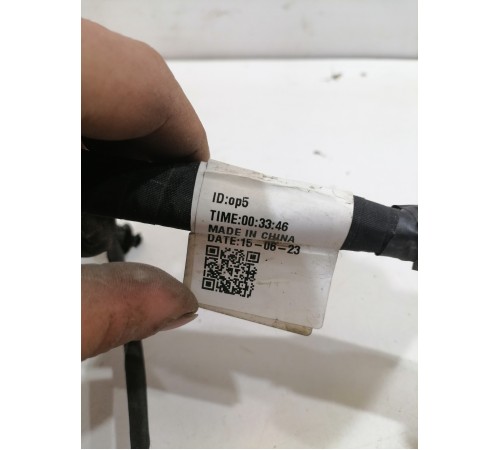 ID:op5
TIME:00:33:46
MADE IN CHINA
DATE:15-06-23